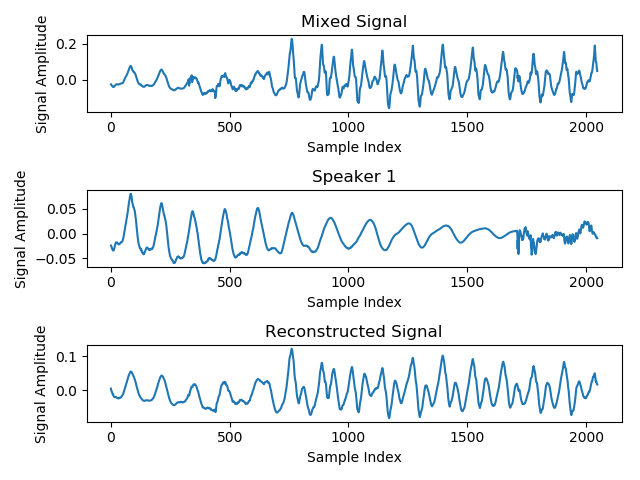 Mixed Signal
Signal Amplitude
0.2
0.0
0 500 1000 1500 2000
Sample Index
Speaker 1
Signal Amplitude
0.05
0.00
−0.05
0 500 1000 1500 2000
Sample Index
Reconstructed Signal
Signal Amplitude
0.1
0.0
0 500 1000 1500 2000
Sample Index